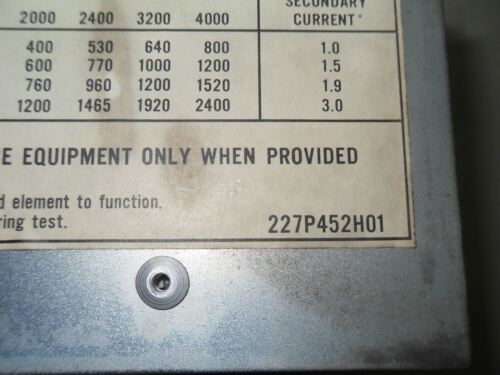 SECONDARY
2000 2400 3200 4000 CURRENT*
400 530 640 800 1.0
600 770 1000 1200 1.5
760 960 1200 1520 1.9
1200 1465 1920 2400 3.0
EQUIPMENT ONLY WHEN PROVIDED
element to function.
test.
227P452H01